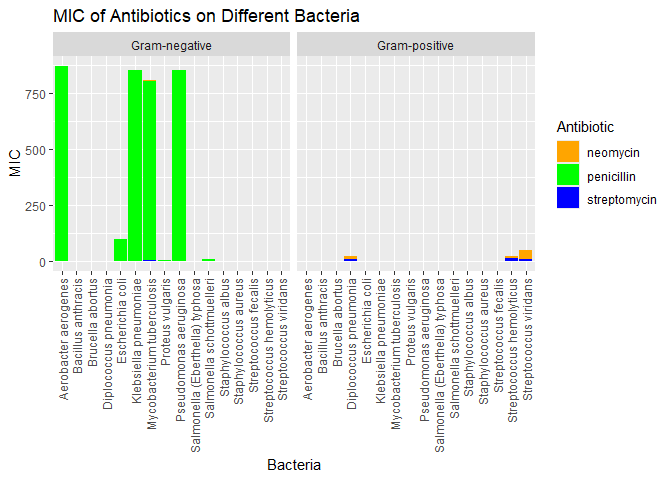 MIC of Antibiotics on Different Bacteria
Gram-negative
Gram-positive
MIC
750
500
250
0
Aerobacter aerogenes
Bacillus anthracis
Brucella abortus
Diplococcus pneumonia
Escherichia coli
Klebsiella pneumoniae
Mycobacterium tuberculosis
Proteus vulgaris
Pseudomonas aeruginosa
Salmonella (Eberthella) typhosa
Salmonella schottmuelleri
Staphylococcus albus
Staphylococcus aureus
Streptococcus fecalis
Streptococcus hemolyticus
Streptococcus viridans
Aerobacter aerogenes
Bacillus anthracis
Brucella abortus
Diplococcus pneumonia
Escherichia coli
Klebsiella pneumoniae
Mycobacterium tuberculosis
Proteus vulgaris
Pseudomonas aeruginosa
Salmonella (Eberthella) typhosa
Salmonella schottmuelleri
Staphylococcus albus
Staphylococcus aureus
Streptococcus fecalis
Streptococcus hemolyticus
Streptococcus viridans
Bacteria
Antibiotic
neomycin
penicillin
streptomycin